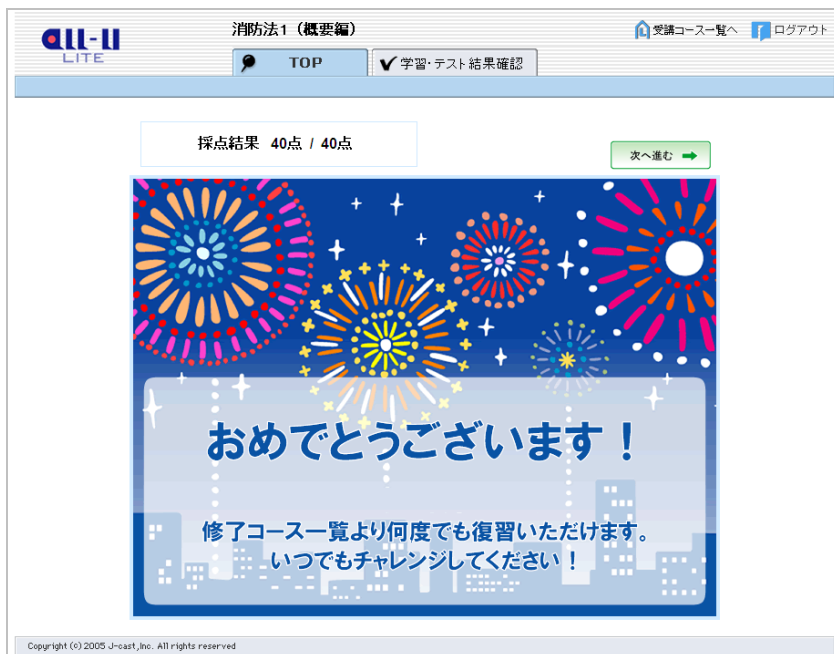 all-U
LITE
消防法1（概要編）
受講コース一覧へ
ログアウト
TOP
学習・テスト結果確認
採点結果 40点 / 40点
次へ進む
おめでとうございます！
修了コース一覧より何度でも復習いただけます。
いつでもチャレンジしてください！
Copyright (c) 2005 J-cast,Inc. All rights reserved